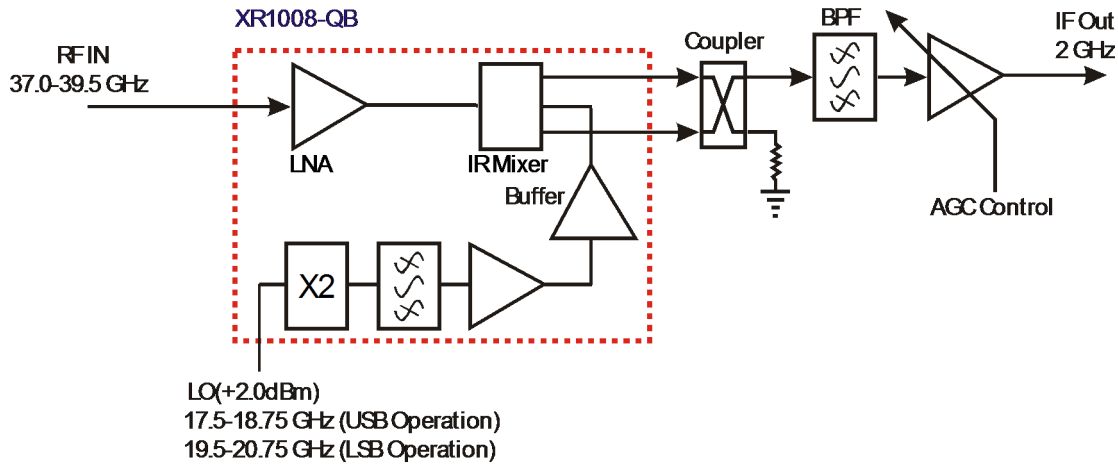 XR1008-QB
RF IN
37.0-39.5 GHz
LNA
IR Mixer
Buffer
X2
Coupler
BPF
IF Out
2 GHz
AGC Control
LO(+2.0dBm)
17.5-18.75 GHz (USB Operation)
19.5-20.75 GHz (LSB Operation)